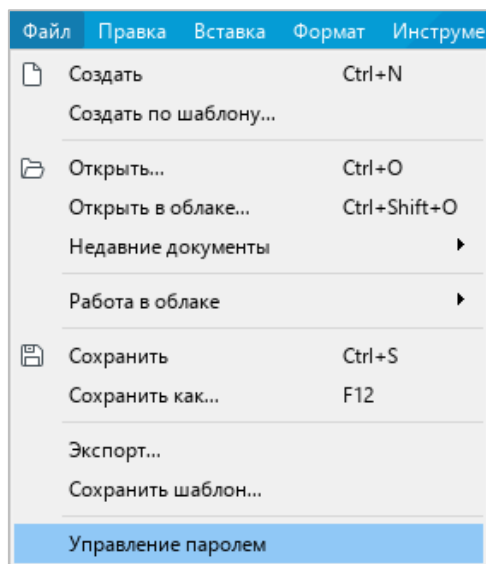 Файл Правка Вставка Формат Инструме
Создать Ctrl+N
Создать по шаблону...
Открыть... Ctrl+O
Открыть в облаке... Ctrl+Shift+O
Недавние документы
Работа в облаке
Сохранить Ctrl+S
Сохранить как... F12
Экспорт...
Сохранить шаблон...
Управление паролем